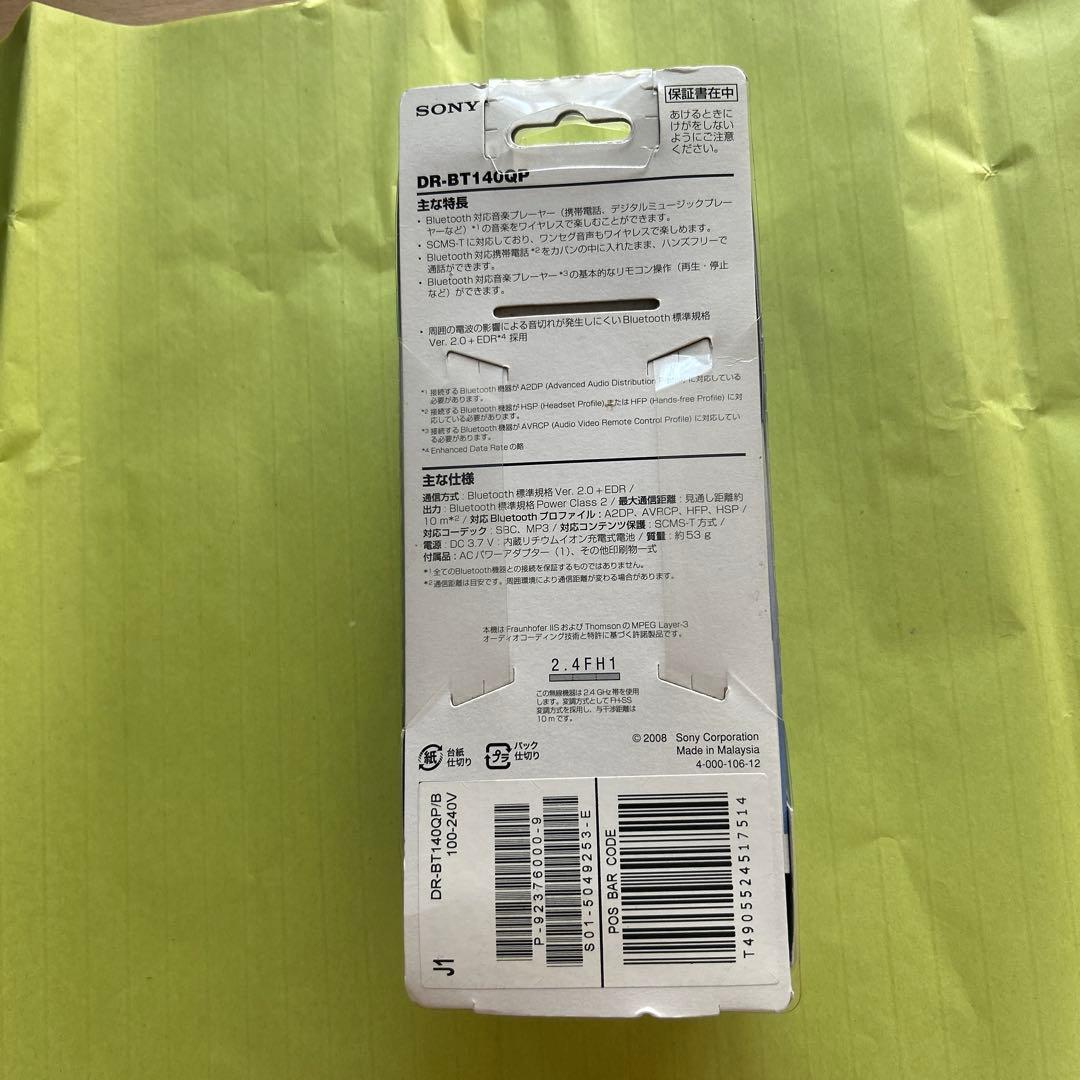 SONY
保証書在中
あけるときに
けがをしない
ようにご注意
ください。
DR-BT140QP
主な特長
• Bluetooth 対応音楽プレーヤー（携帯電話、デジタルミュージックプレー
ヤーなど）*1 の音楽をワイヤレスで楽しむことができます。
• SCMS-Tに対応しており、ワンセグ音声もワイヤレスで楽しめます。
• Bluetooth 対応携帯電話*2 をカバンの中に入れたまま、ハンズフリーで
通話ができます。
• Bluetooth 対応音楽プレーヤー*3 の基本的なリモコン操作（再生・停止
など）ができます。
• 周囲の電波の影響による音切れが発生しにくい Bluetooth 標準規格
Ver. 2.0＋EDR*4 採用
*1 接続する Bluetooth 機器が A2DP (Advanced Audio Distribution に対応している
必要があります。
*2 接続する Bluetooth 機器が HSP (Headset Profile) または HFP (Hands-free Profile) に対
応している必要があります。
*3 接続する Bluetooth 機器が AVRCP (Audio Video Remote Control Profile) に対応してい
る必要があります。
*4 Enhanced Data Rate の略
主な仕様
通信方式：Bluetooth 標準規格 Ver. 2.0＋EDR /
出力：Bluetooth 標準規格 Power Class 2 / 最大通信距離：見通し距離約
10 m*2 / 対応 Bluetooth プロファイル：A2DP、AVRCP、HFP、HSP /
対応コーデック：SBC、MP3 / 対応コンテンツ保護：SCMS-T 方式 /
電源：DC 3.7 V：内蔵リチウムイオン充電式電池 / 質量：約 53 g
付属品：AC パワーアダプター（1）、その他印刷物一式
*1 全てのBluetooth機器との接続を保証するものではありません。
*2 通信距離は目安です。周囲環境により通信距離が変わる場合があります。
本機は Fraunhofer IIS および Thomson の MPEG Layer-3
オーディオコーディング技術と特許に基づく許諾製品です。
2.4FH1
この無線機器は 2.4 GHz 帯を使用
します。変調方式として FH-SS
変調方式を採用し、与干渉距離は
10 m です。
© 2008 Sony Corporation
Made in Malaysia
4-000-106-12
紙
台紙
仕切り
プラ
パック
仕切り
DR-BT140QP/B
100-240V
J1
P-92376000-9
S01-5049253-E
POS BAR CODE
T4905524517514